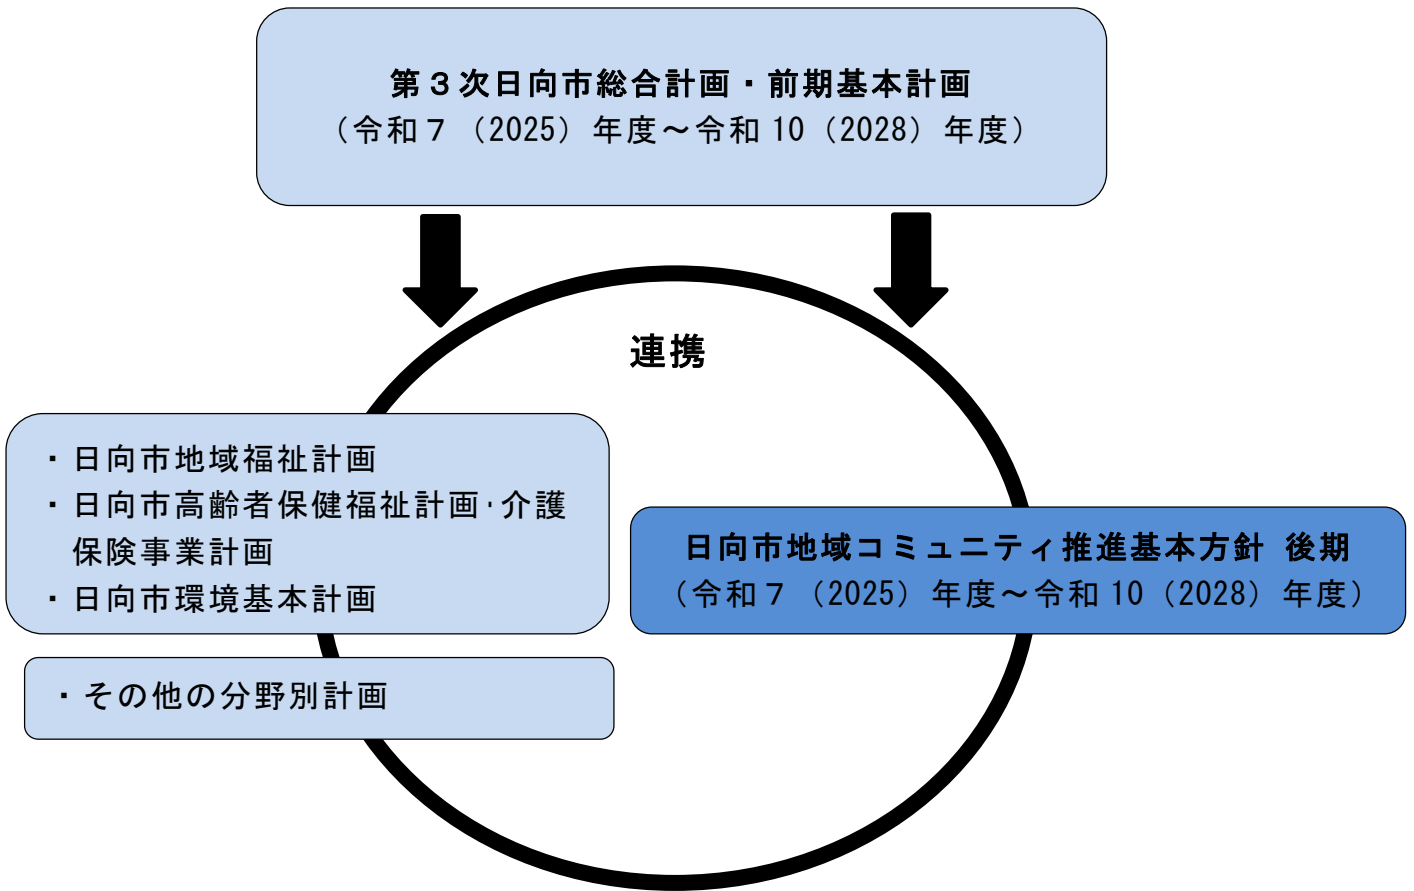 第３次日向市総合計画・前期基本計画
（令和７（2025）年度～令和 10（2028）年度）
連携
・日向市地域福祉計画
・日向市高齢者保健福祉計画・介護
保険事業計画
・日向市環境基本計画
日向市地域コミュニティ推進基本方針 後期
（令和７（2025）年度～令和 10（2028）年度）
・その他の分野別計画